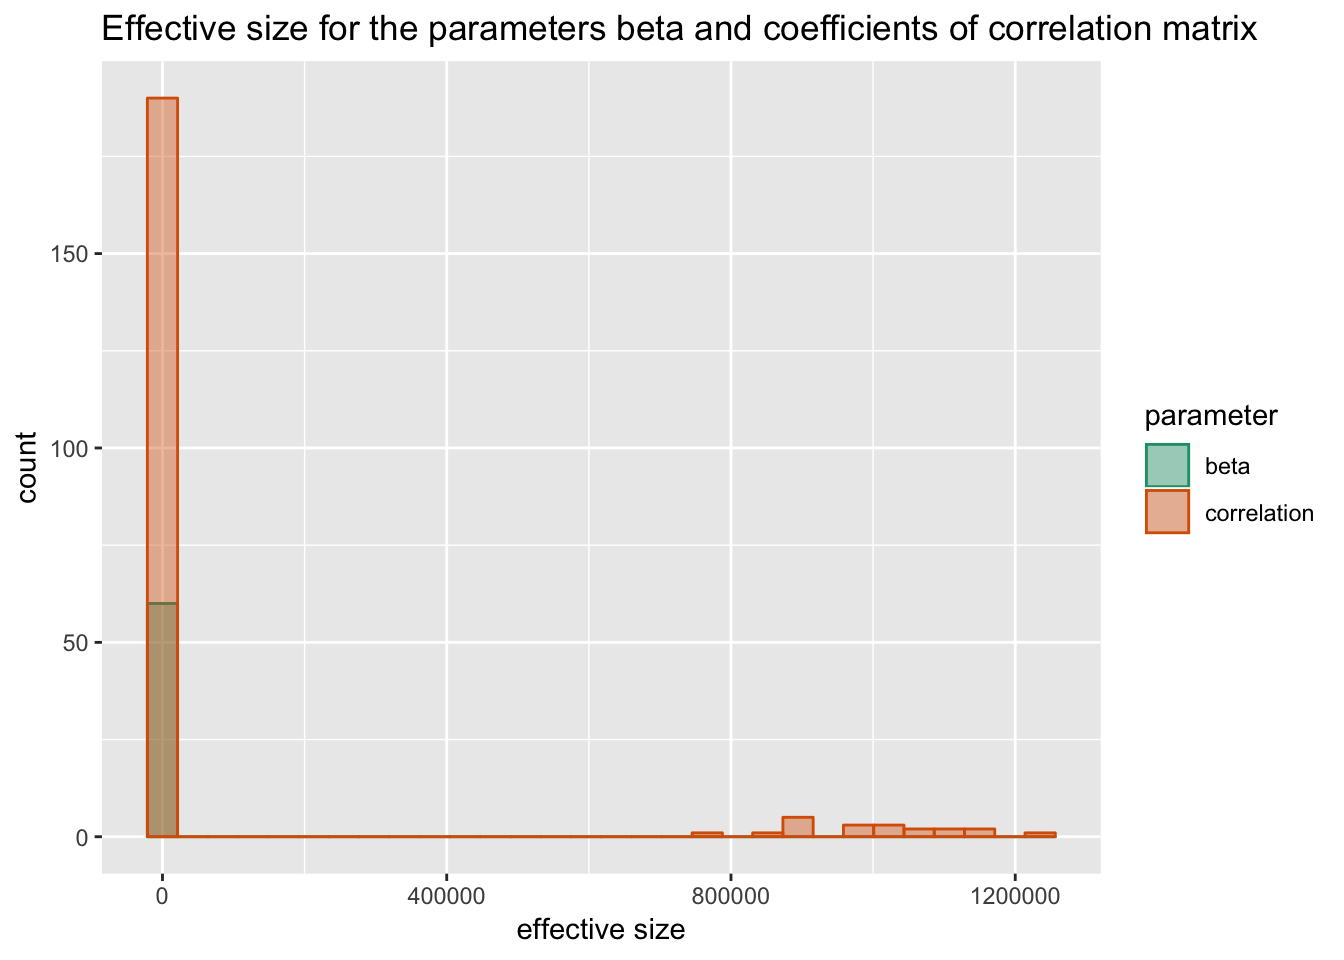 Effective size for the parameters beta and coefficients of correlation matrix
150
100
50
0
count
0 400000 800000 1200000
effective size
parameter
beta
correlation